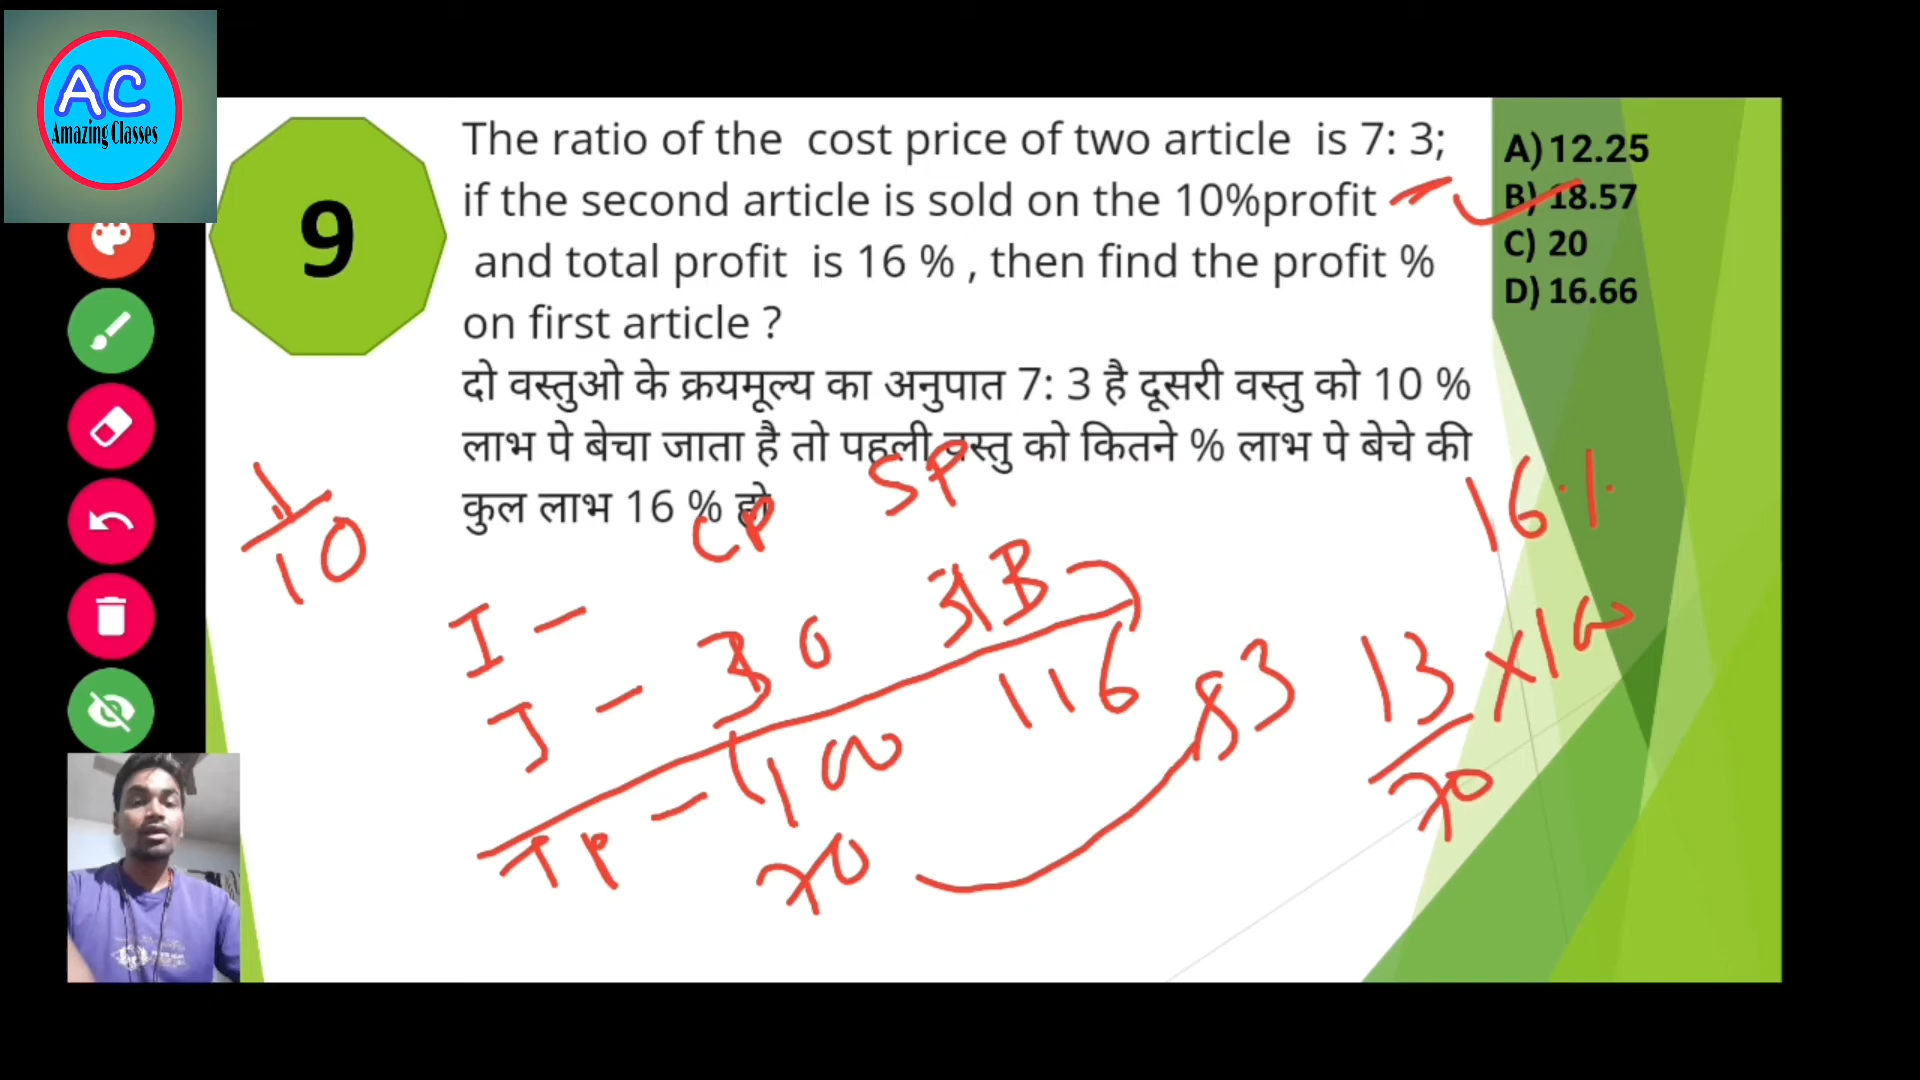 AC
Amazing Classes
9
The ratio of the cost price of two article is 7: 3;
if the second article is sold on the 10%profit
and total profit is 16 % , then find the profit %
on first article ?
दो वस्तुओ के क्रयमूल्य का अनुपात 7: 3 है दूसरी वस्तु को 10 %
लाभ पे बेचा जाता है तो पहली वस्तु को कितने % लाभ पे बेचे की
कुल लाभ 16 % हो
A) 12.25
B) 18.57
C) 20
D) 16.66
1/10
CP SP
16%
I -
30
TP - 100 116
70 83
13/70 × 100